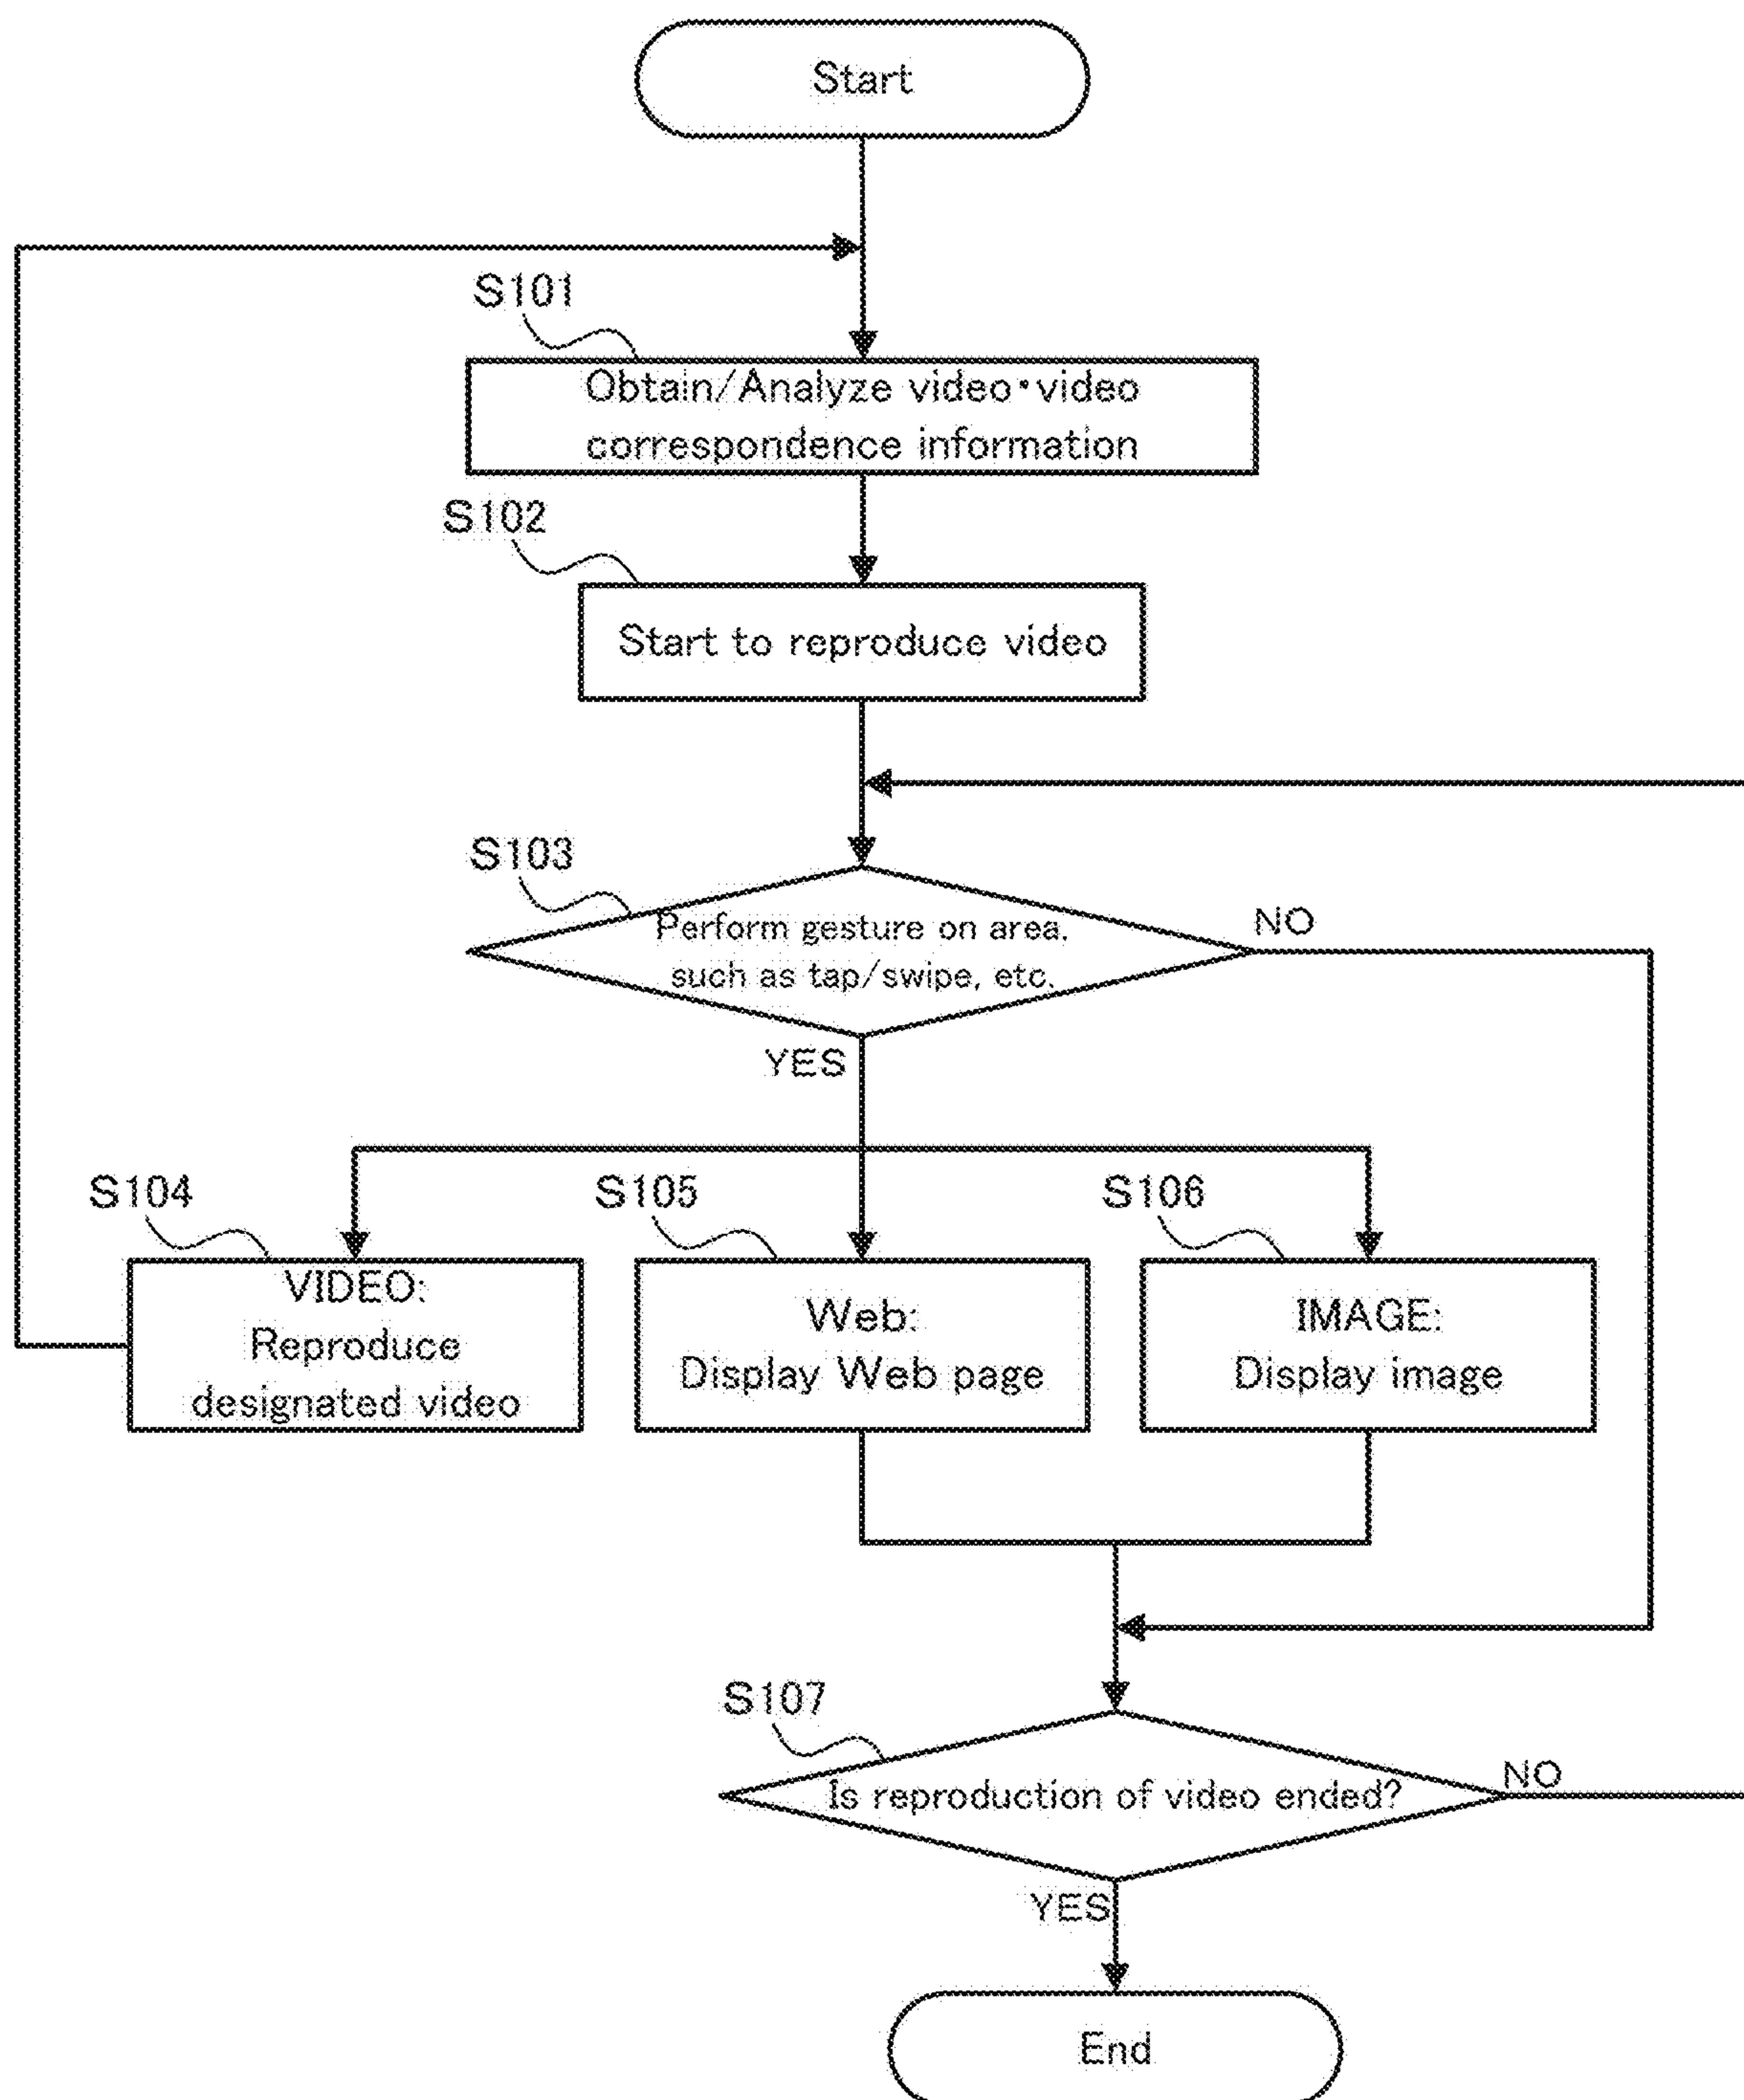 Start
S101
Obtain/Analyze video・video
correspondence information
S102
Start to reproduce video
S103
Perform gesture on area,
such as tap/swipe, etc.
NO
YES
S104
VIDEO:
Reproduce
designated video
S105
Web:
Display Web page
S106
IMAGE:
Display image
S107
Is reproduction of video ended?
NO
YES
End